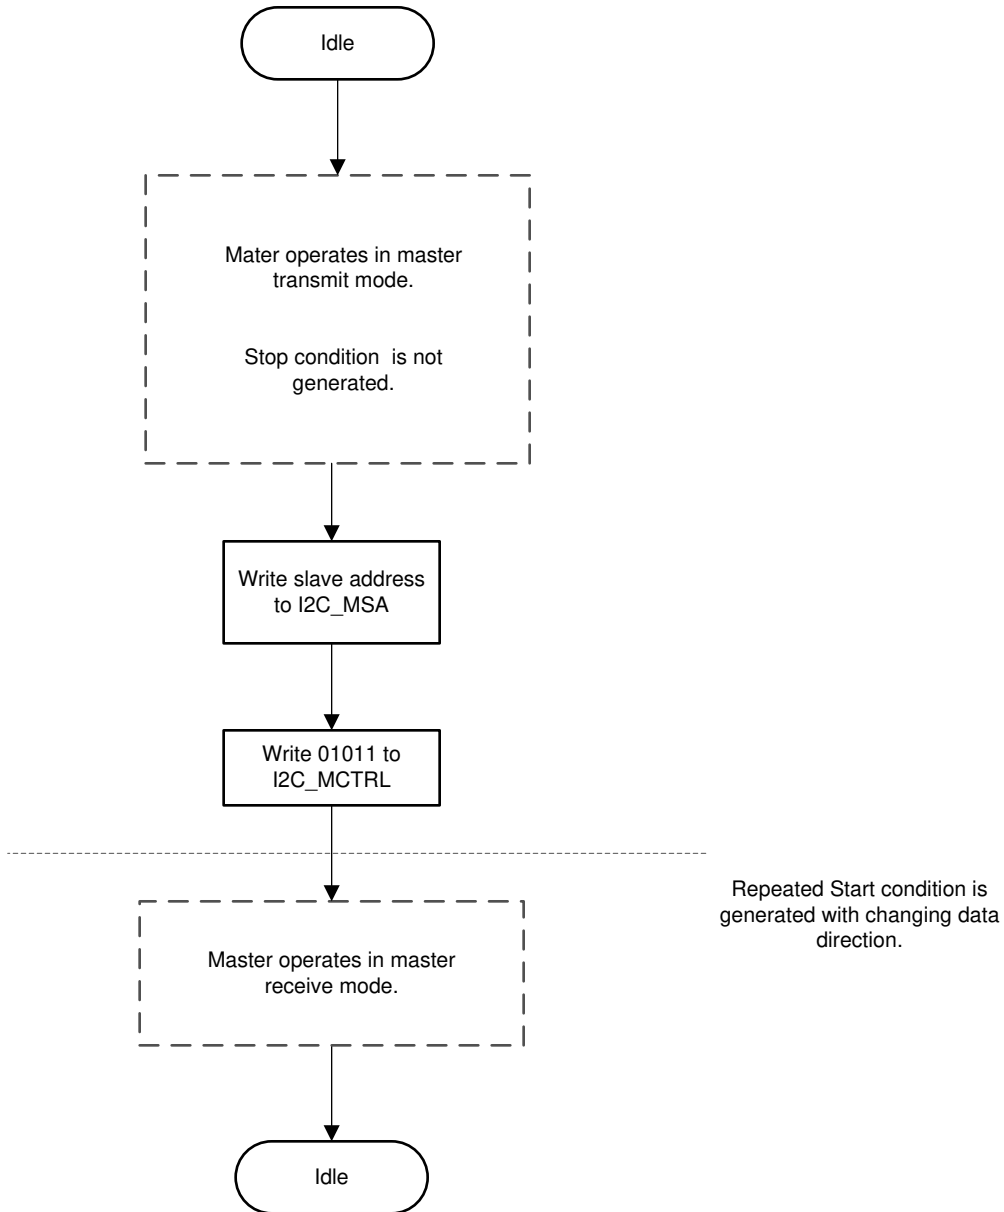 Idle
Mater operates in master
transmit mode.
Stop condition  is not
generated.
Write slave address
to I2C_MSA
Write 01011 to
I2C_MCTRL
Repeated Start condition is
generated with changing data
direction.
Master operates in master
receive mode.
Idle